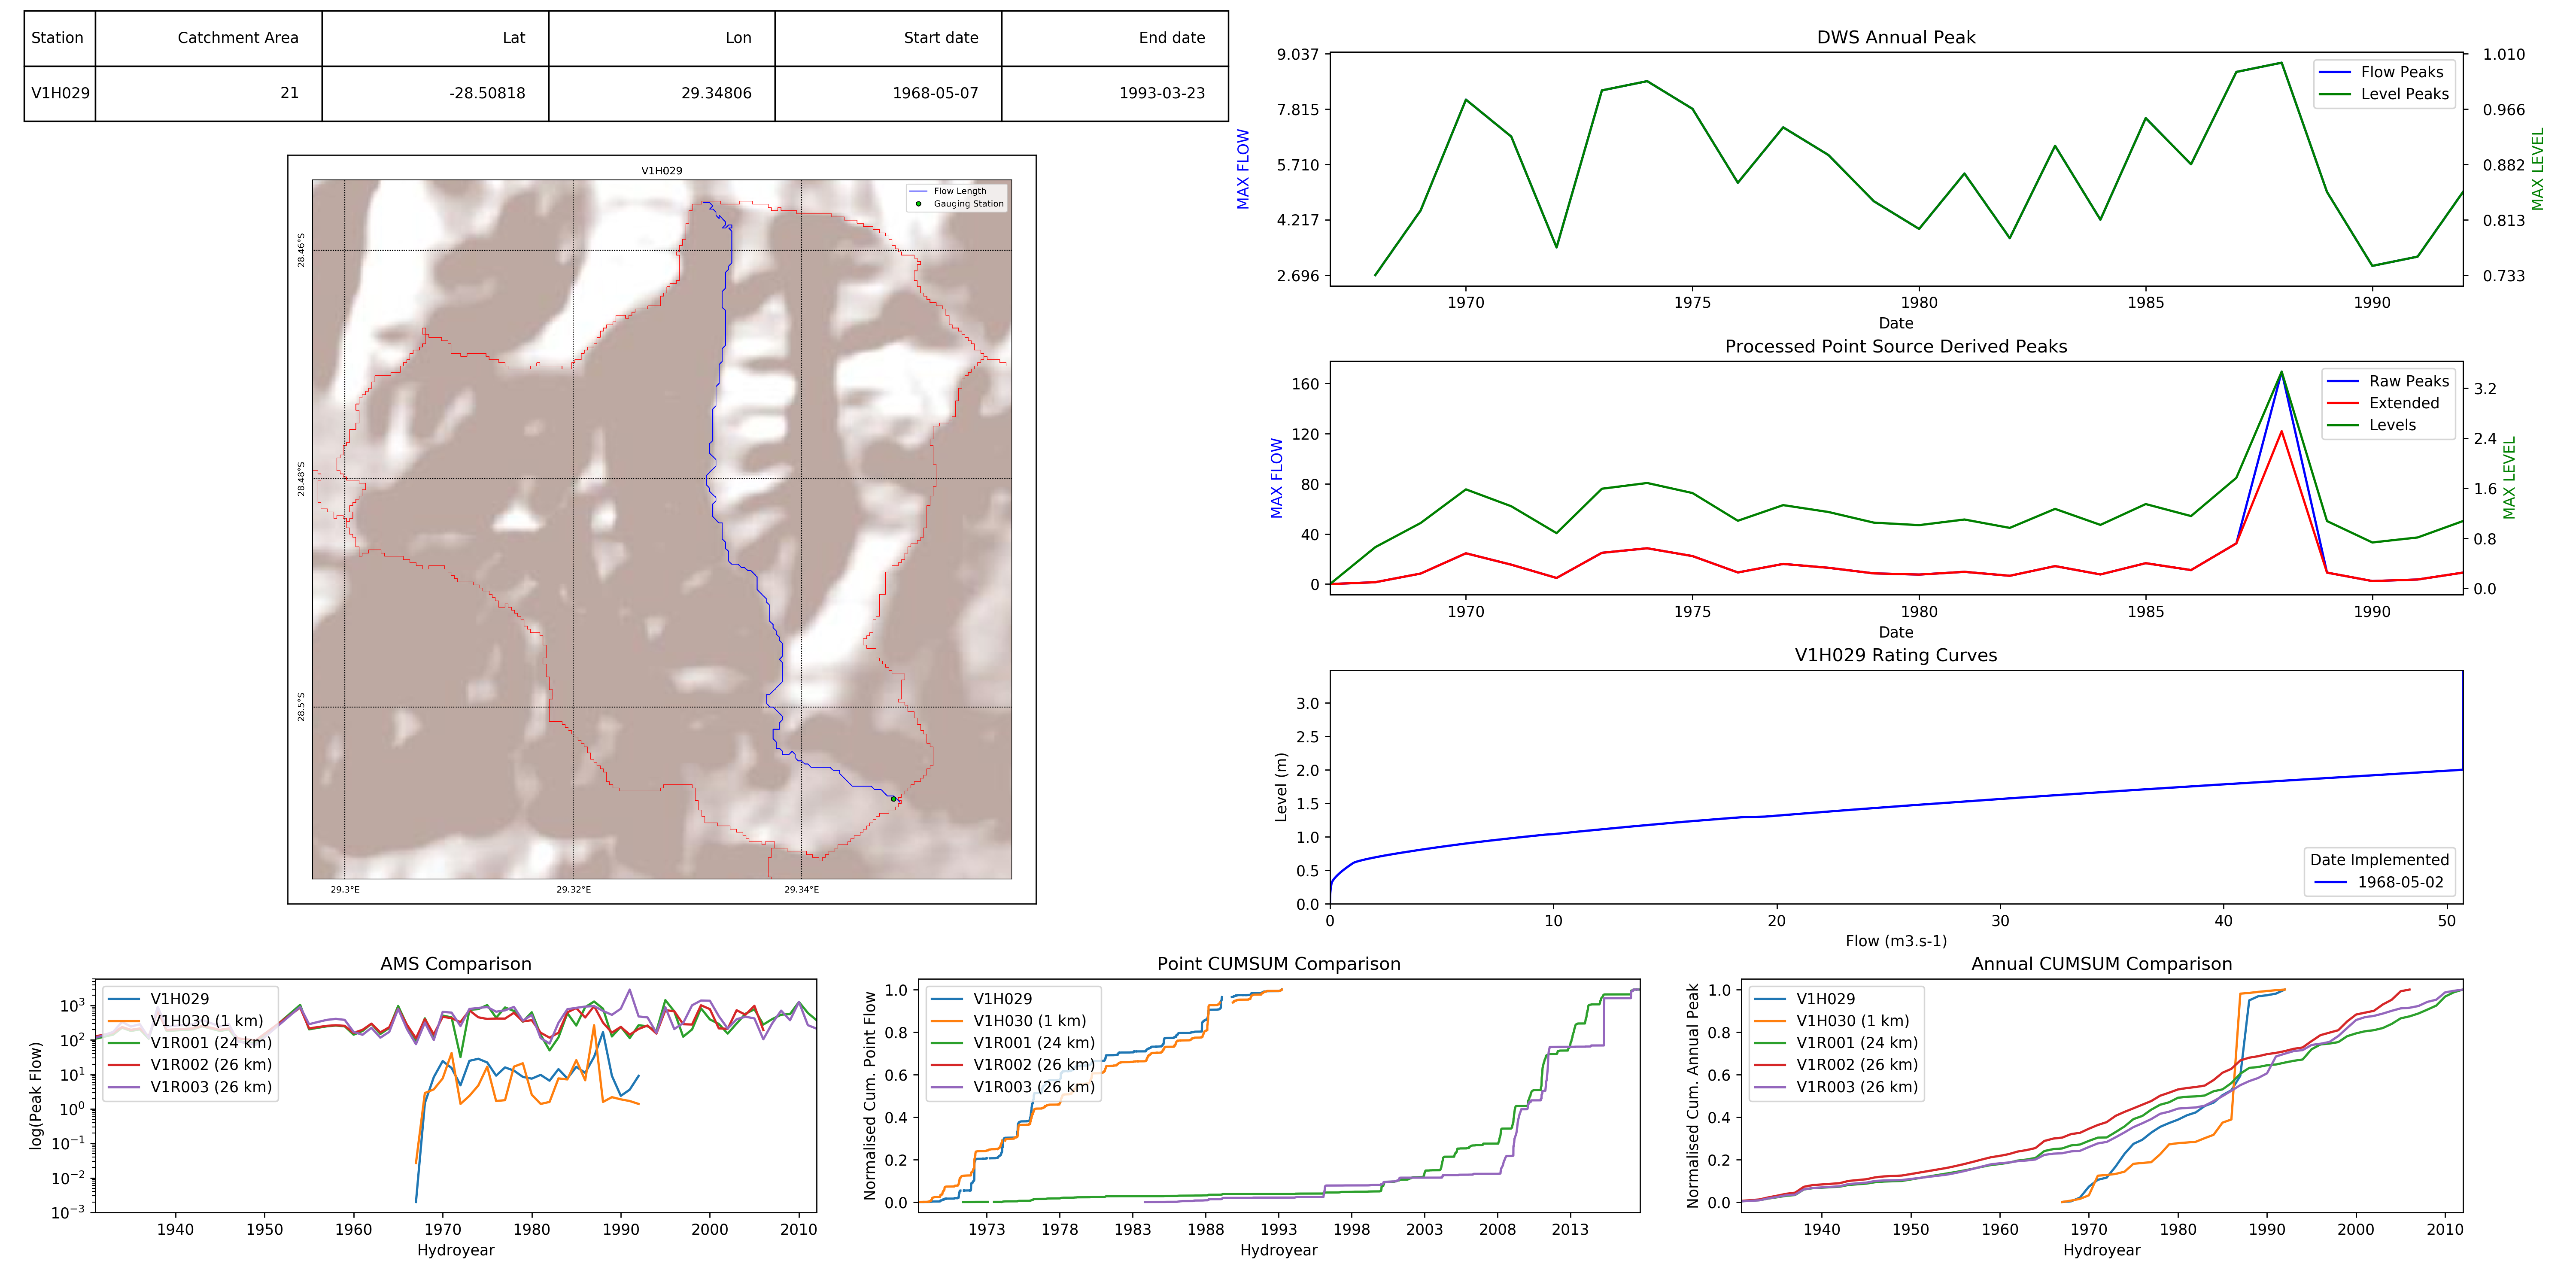 Station Catchment Area Lat Lon Start date End date
V1H029 21 -28.50818 29.34806 1968-05-07 1993-03-23
V1H029
Flow Length
Gauging Station
28.46°S
28.48°S
28.5°S
29.3°E 29.32°E 29.34°E
DWS Annual Peak
MAX FLOW
9.037
7.815
5.710
4.217
2.696
Flow Peaks
Level Peaks
1.010
0.966
0.882
0.813
0.733
MAX LEVEL
1970 1975 1980 1985 1990
Date
Processed Point Source Derived Peaks
MAX FLOW
160
120
80
40
0
Raw Peaks
Extended
Levels
3.2
2.4
1.6
0.8
0.0
MAX LEVEL
1970 1975 1980 1985 1990
Date
V1H029 Rating Curves
Level (m)
3.0
2.5
2.0
1.5
1.0
0.5
0.0
Date Implemented
1968-05-02
0 10 20 30 40 50
Flow (m3.s-1)
AMS Comparison
log(Peak Flow)
10³
10²
10¹
10⁰
10⁻¹
10⁻²
10⁻³
V1H029
V1H030 (1 km)
V1R001 (24 km)
V1R002 (26 km)
V1R003 (26 km)
1940 1950 1960 1970 1980 1990 2000 2010
Hydroyear
Point CUMSUM Comparison
Normalised Cum. Point Flow
1.0
0.8
0.6
0.4
0.2
0.0
V1H029
V1H030 (1 km)
V1R001 (24 km)
V1R002 (26 km)
V1R003 (26 km)
1973 1978 1983 1988 1993 1998 2003 2008 2013
Hydroyear
Annual CUMSUM Comparison
Normalised Cum. Annual Peak
1.0
0.8
0.6
0.4
0.2
0.0
V1H029
V1H030 (1 km)
V1R001 (24 km)
V1R002 (26 km)
V1R003 (26 km)
1940 1950 1960 1970 1980 1990 2000 2010
Hydroyear